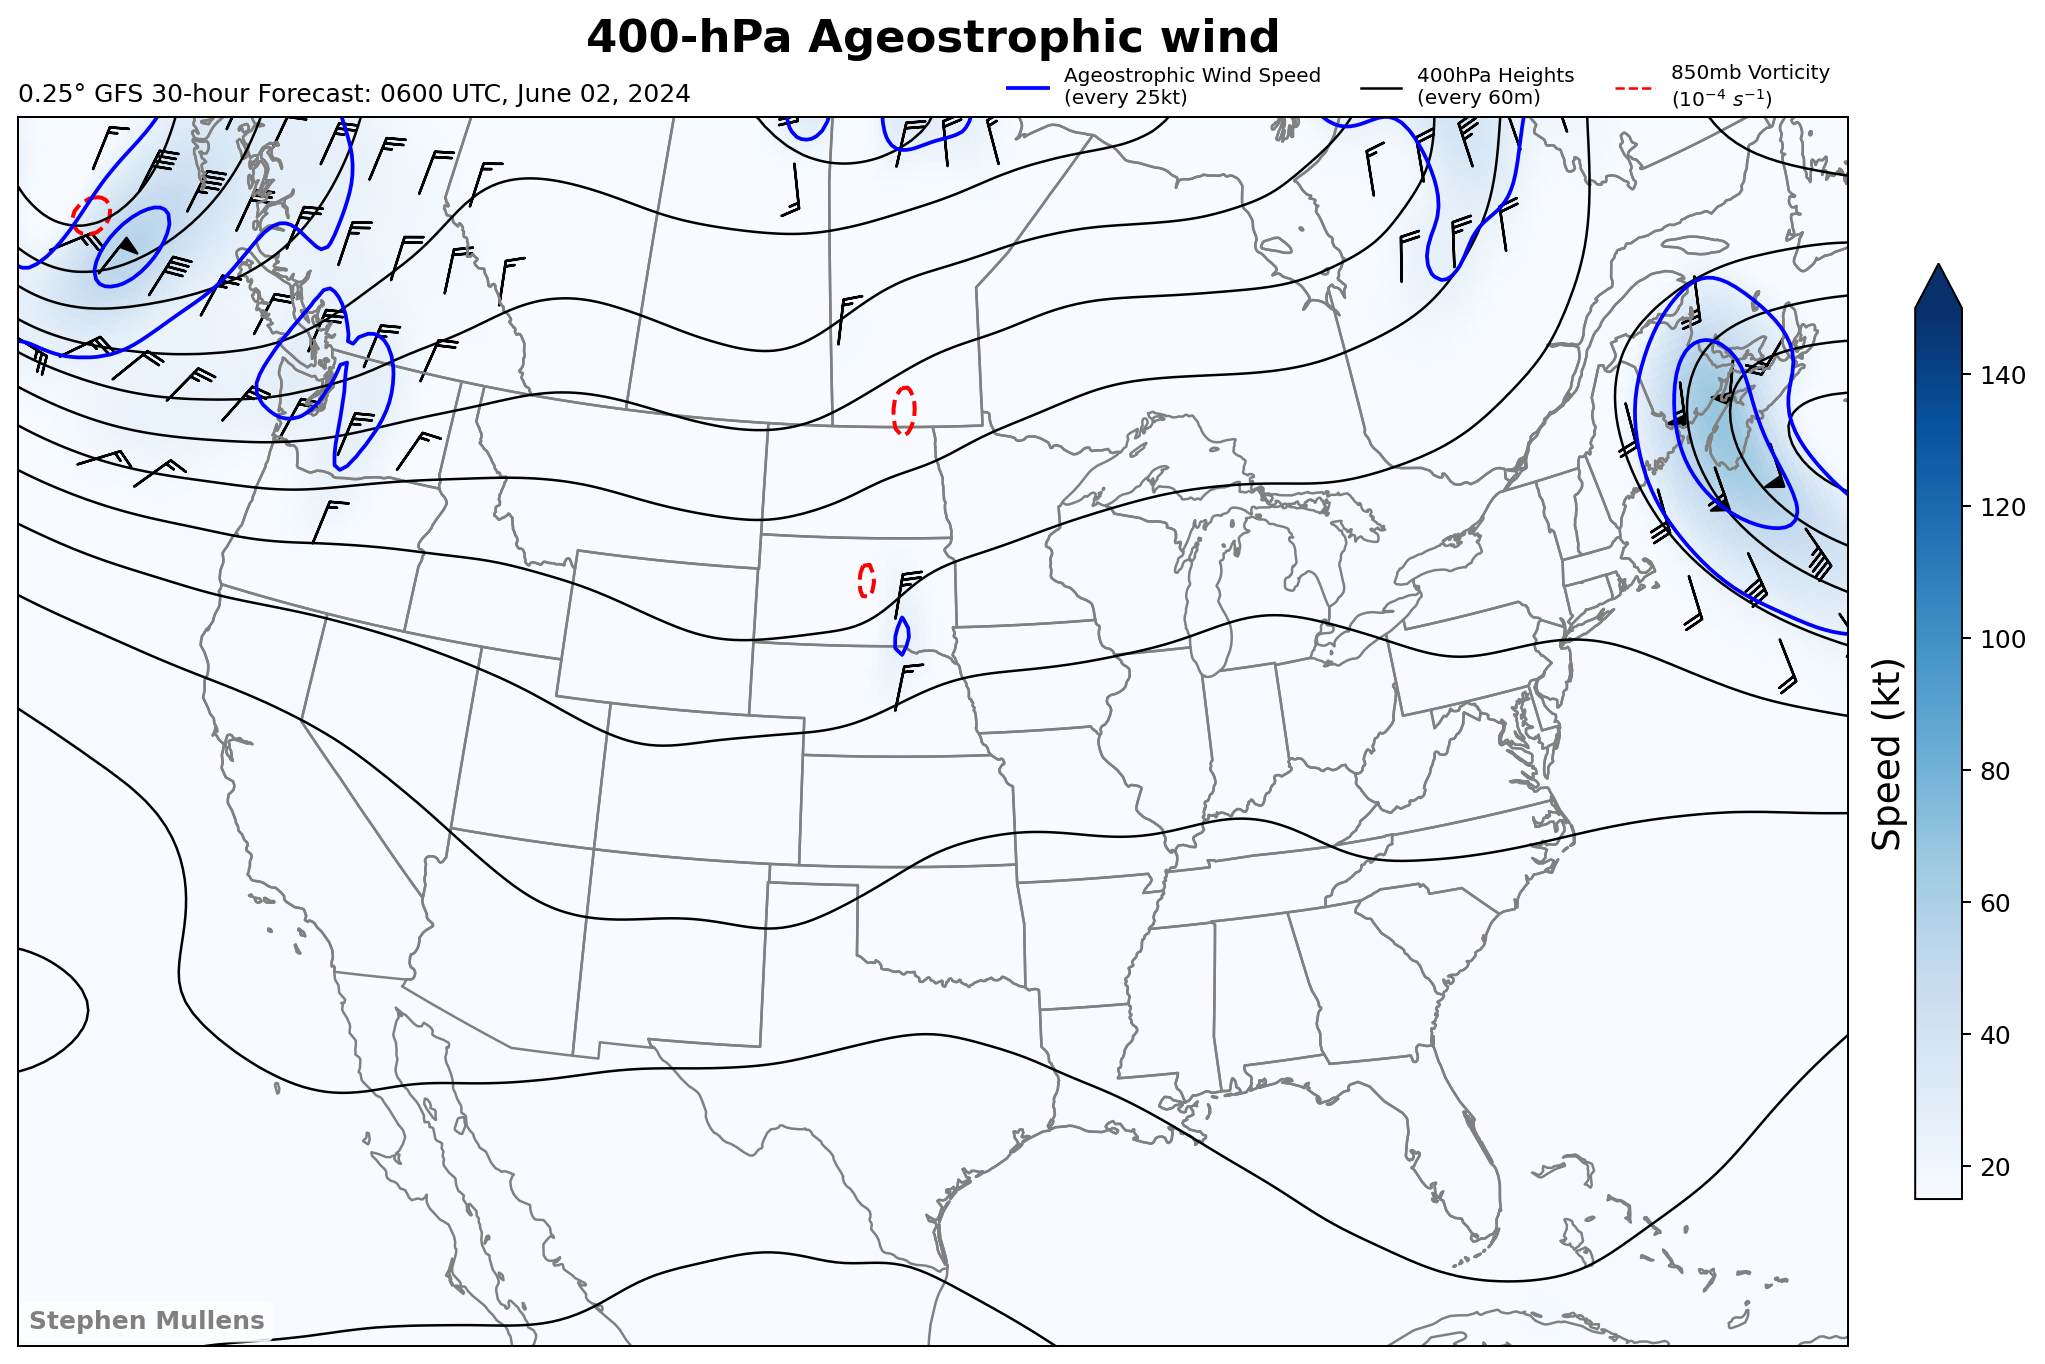 400-hPa Ageostrophic wind
0.25° GFS 30-hour Forecast: 0600 UTC, June 02, 2024
Ageostrophic Wind Speed
(every 25kt)
400hPa Heights
(every 60m)
850mb Vorticity
(10⁻⁴ s⁻¹)
140
120
100
80
60
40
20
Speed (kt)
Stephen Mullens